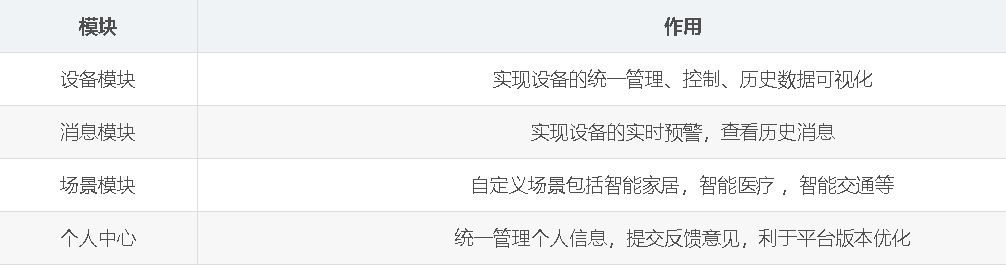 模块 作用
设备模块 实现设备的统一管理、控制、历史数据可视化
消息模块 实现设备的实时预警，查看历史消息
场景模块 自定义场景包括智能家居，智能医疗 ，智能交通等
个人中心 统一管理个人信息，提交反馈意见，利于平台版本优化